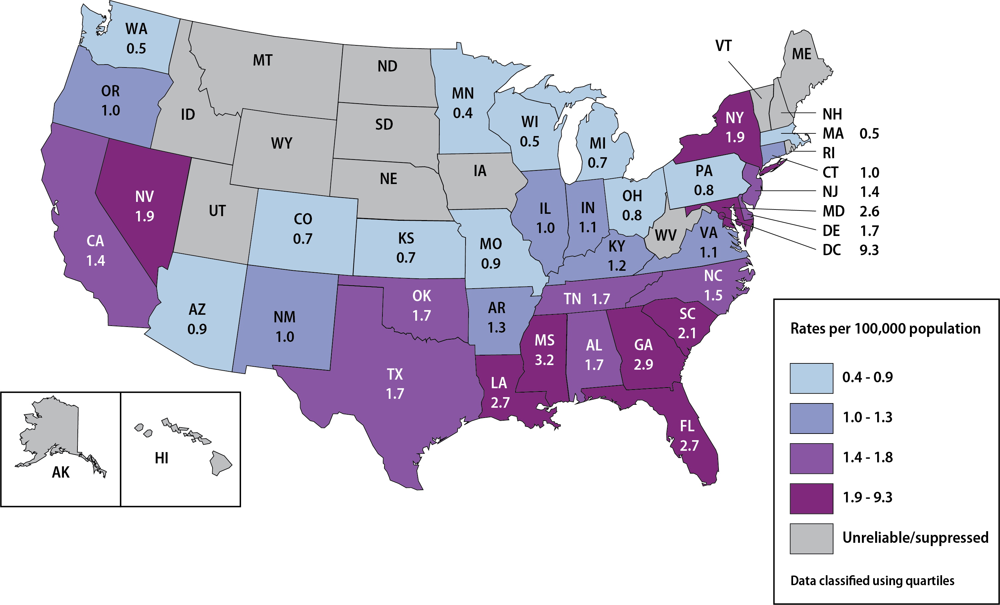 WA
0.5
OR
1.0
CA
1.4
NV
1.9
ID
MT
WY
UT
AZ
0.9
CO
0.7
NM
1.0
ND
SD
NE
KS
0.7
OK
1.7
TX
1.7
MN
0.4
IA
MO
0.9
AR
1.3
LA
2.7
WI
0.5
IL
1.0
MI
0.7
IN
1.1
OH
0.8
KY
1.2
TN 1.7
MS
3.2
AL
1.7
GA
2.9
FL
2.7
SC
2.1
NC
1.5
VA
1.1
WV
PA
0.8
NY
1.9
VT
ME
NH
MA 0.5
RI
CT 1.0
NJ 1.4
MD 2.6
DE 1.7
DC 9.3
AK
HI
Rates per 100,000 population
0.4 - 0.9
1.0 - 1.3
1.4 - 1.8
1.9 - 9.3
Unreliable/suppressed
Data classified using quartiles